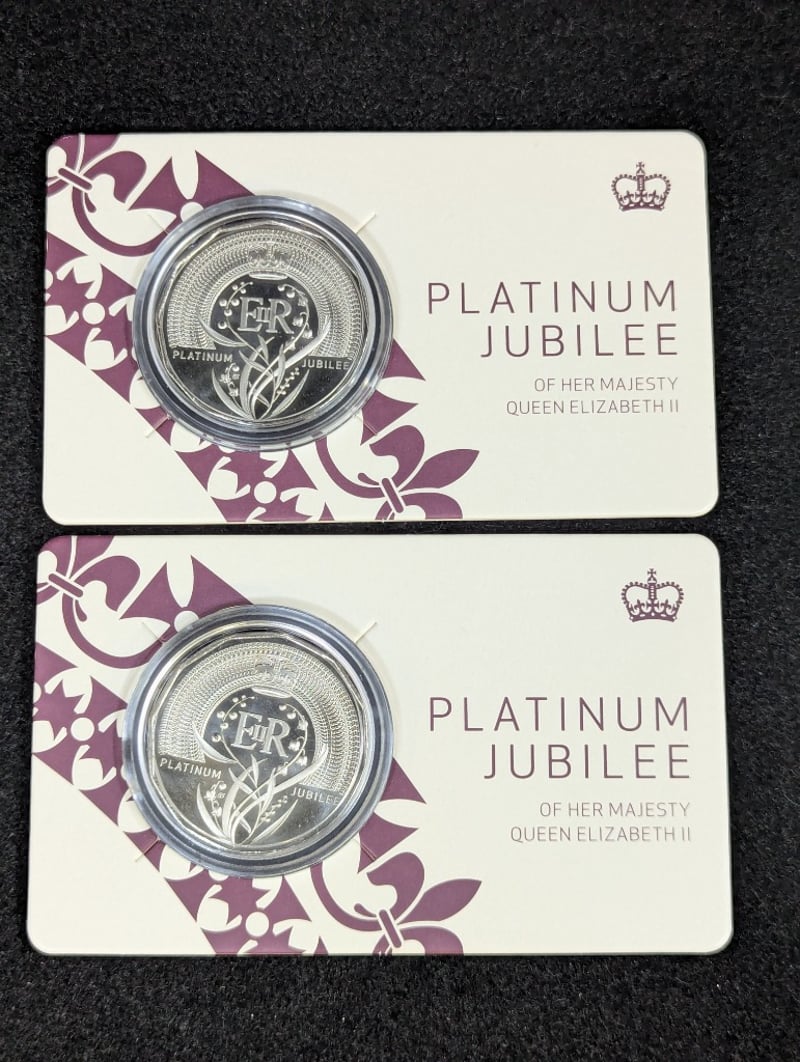 EIIR
PLATINUM JUBILEE
PLATINUM
JUBILEE
OF HER MAJESTY
QUEEN ELIZABETH II
EIIR
PLATINUM JUBILEE
PLATINUM
JUBILEE
OF HER MAJESTY
QUEEN ELIZABETH II